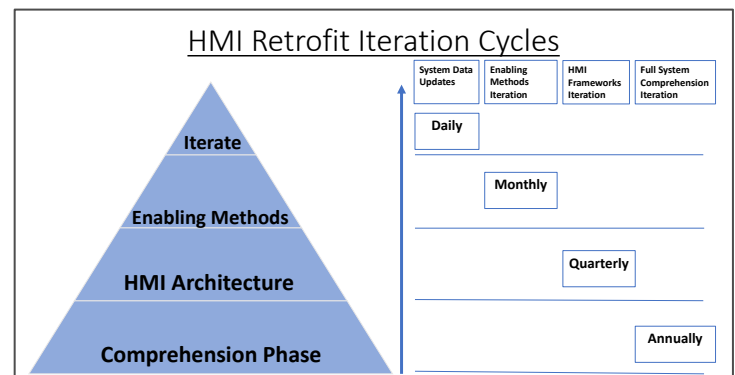 HMI Retrofit Iteration Cycles
System Data
Updates
Enabling
Methods
Iteration
HMI
Frameworks
Iteration
Full System
Comprehension
Iteration
Daily
Iterate
Monthly
Enabling Methods
Quarterly
HMI Architecture
Annually
Comprehension Phase